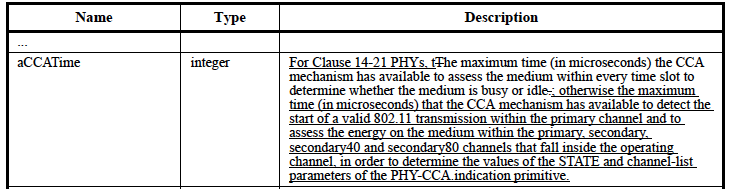 Name Type Description
...
aCCATime integer For Clause 14-21 PHYs, tThe maximum time (in microseconds) the CCA
mechanism has available to assess the medium within every time slot to
determine whether the medium is busy or idle.; otherwise the maximum
time (in microseconds) that the CCA mechanism has available to detect the
start of a valid 802.11 transmission within the primary channel and to
assess the energy on the medium within the primary, secondary,
secondary40 and secondary80 channels that fall inside the operating
channel, in order to determine the values of the STATE and channel-list
parameters of the PHY-CCA.indication primitive.